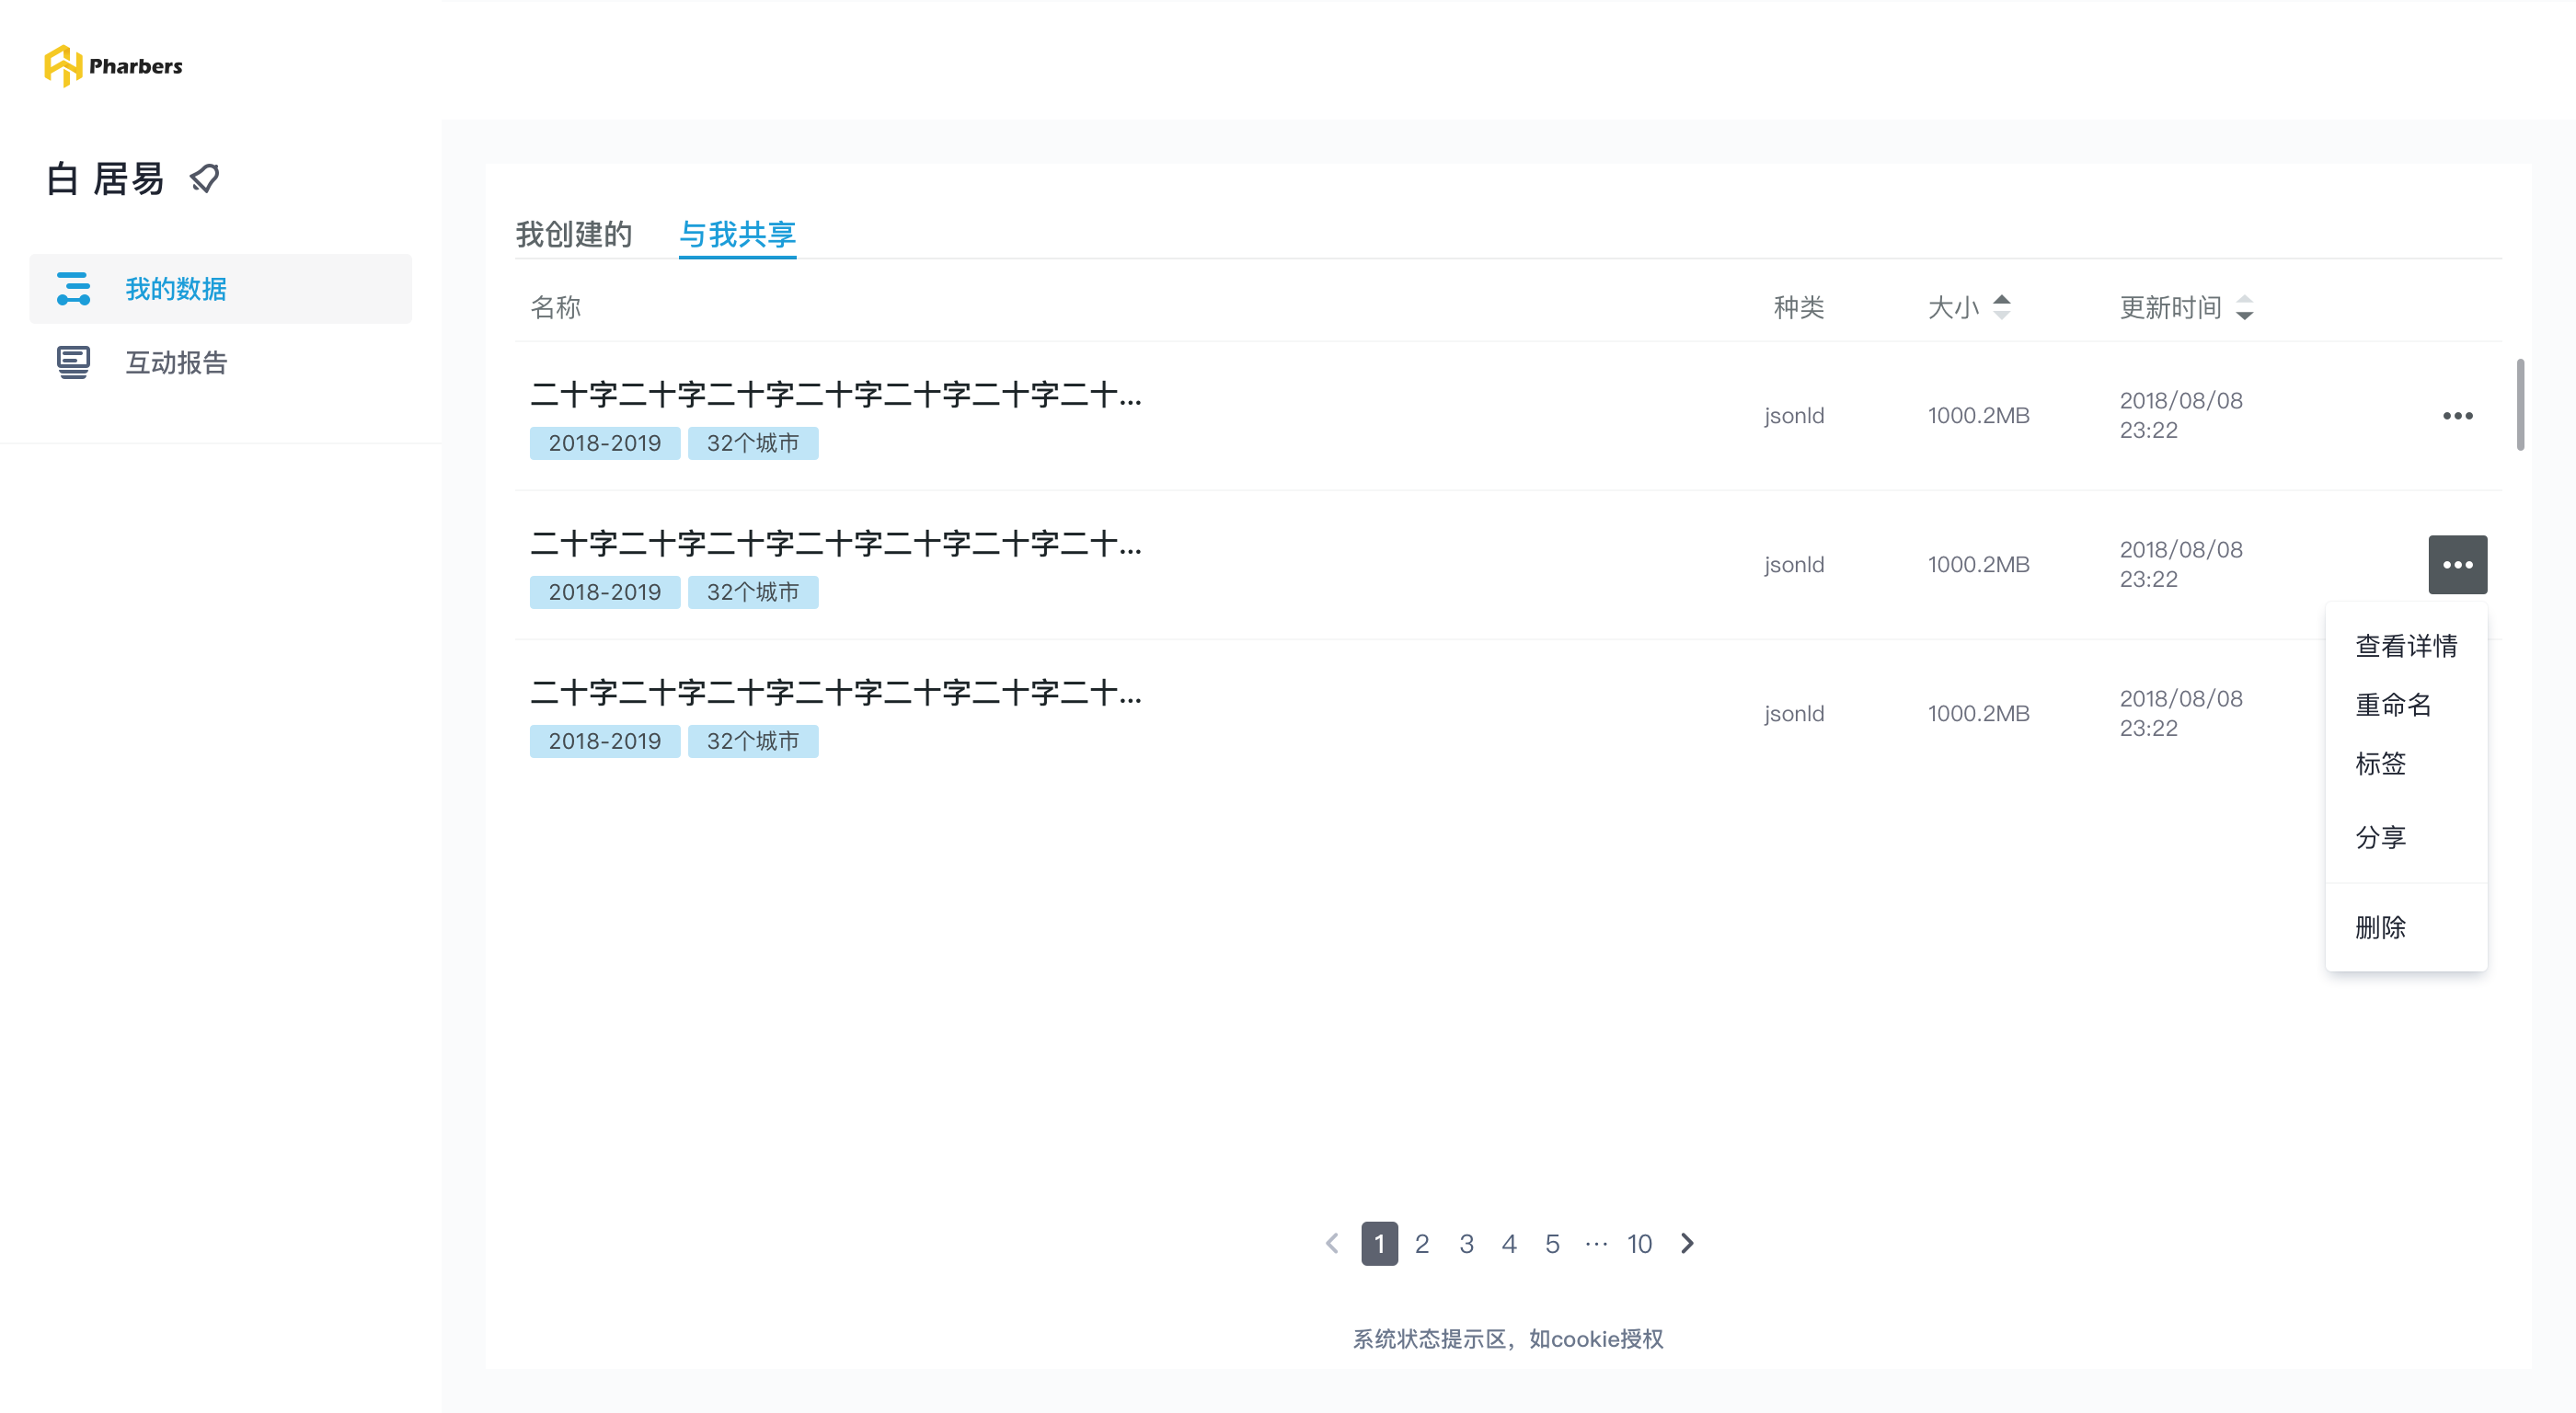 Pharbers
白 居易
我的数据
互动报告
我创建的 与我共享
名称 种类 大小 更新时间
二十字二十字二十字二十字二十字二十字二十...
2018-2019 32个城市
jsonld 1000.2MB 2018/08/08
23:22
二十字二十字二十字二十字二十字二十字二十...
2018-2019 32个城市
jsonld 1000.2MB 2018/08/08
23:22
二十字二十字二十字二十字二十字二十字二十...
2018-2019 32个城市
jsonld 1000.2MB 2018/08/08
23:22
查看详情
重命名
标签
分享
删除
1 2 3 4 5 ··· 10
系统状态提示区，如cookie授权